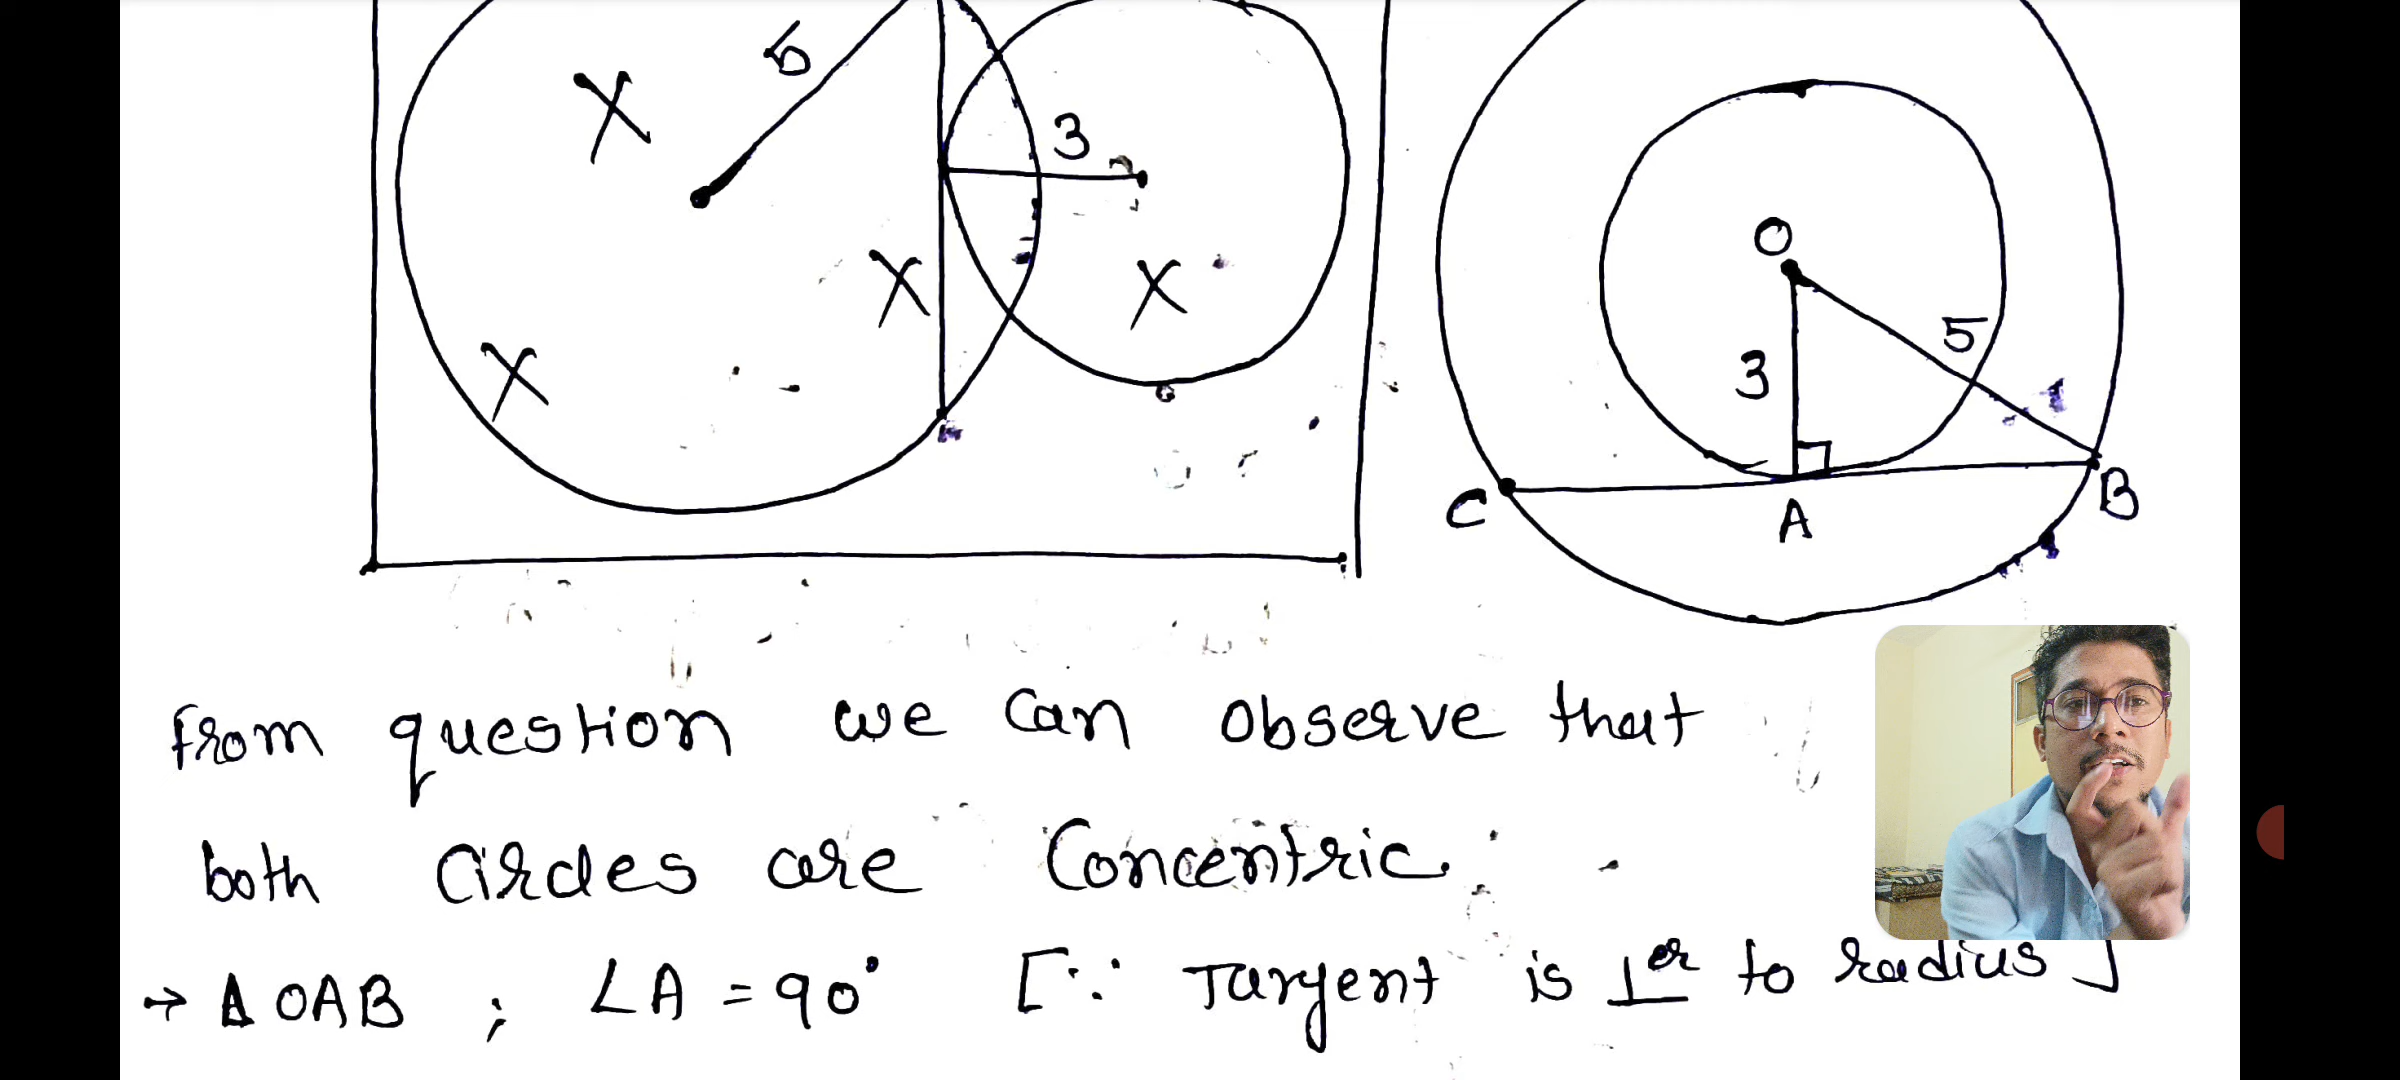 5
X
3
X
X
X
O
5
3
C
A
B
From question we can observe that
both Circles are Concentric.
→ Δ OAB ; ∠A = 90° [∵ Tangent is ⊥er to radius]